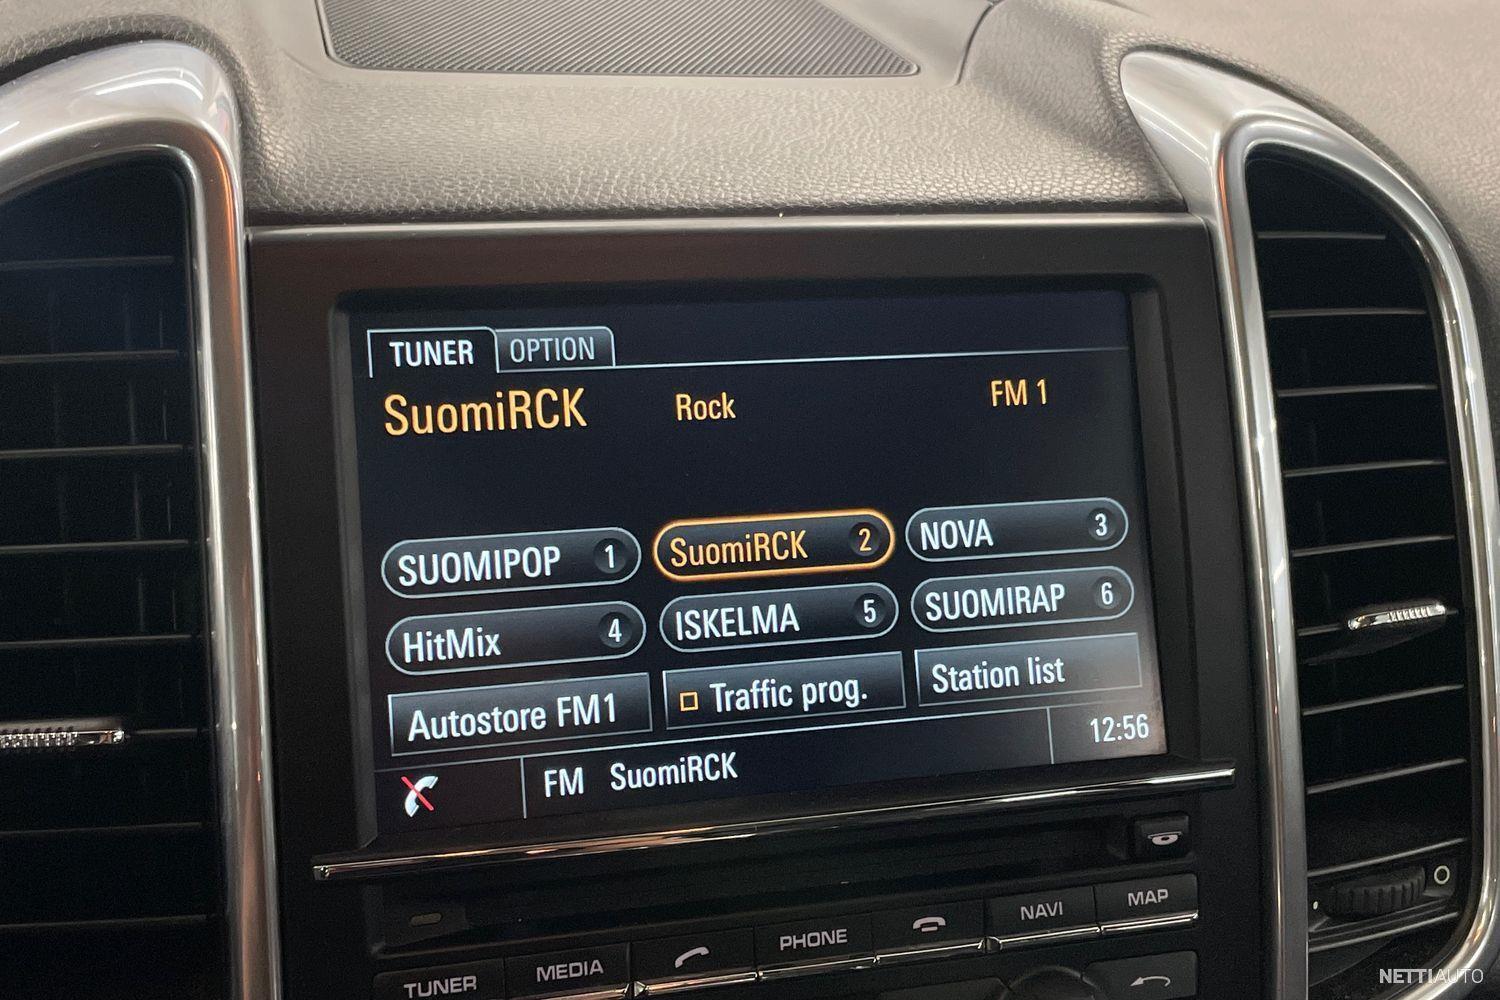 TUNER OPTION
SuomiRCK Rock FM 1
SUOMIPOP 1 SuomiRCK 2 NOVA 3
HitMix 4 ISKELMA 5 SUOMIRAP 6
Autostore FM1 Traffic prog. Station list
FM SuomiRCK 12:56
TUNER MEDIA PHONE NAVI MAP
NETTIAUTO